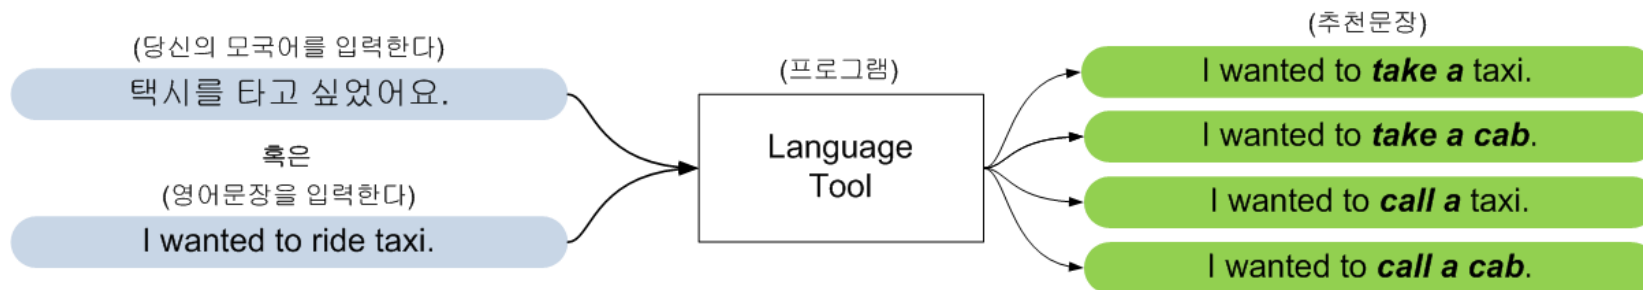 (당신의 모국어를 입력한다)
택시를 타고 싶었어요.
혹은
(영어문장을 입력한다)
I wanted to ride taxi.
(프로그램)
Language
Tool
(추천문장)
I wanted to take a taxi.
I wanted to take a cab.
I wanted to call a taxi.
I wanted to call a cab.